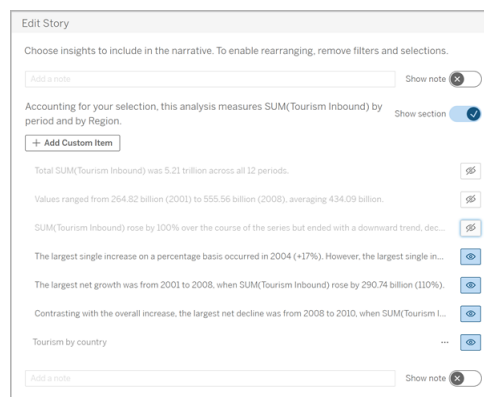 Edit Story
Choose insights to include in the narrative. To enable rearranging, remove filters and selections.
Add a note
Show note
Accounting for your selection, this analysis measures SUM(Tourism Inbound) by
period and by Region.
Show section
+ Add Custom Item
Total SUM(Tourism Inbound) was 5.21 trillion across all 12 periods.
Values ranged from 264.82 billion (2001) to 555.56 billion (2008), averaging 434.09 billion.
SUM(Tourism Inbound) rose by 100% over the course of the series but ended with a downward trend, dec...
The largest single increase on a percentage basis occurred in 2004 (+17%). However, the largest single in...
The largest net growth was from 2001 to 2008, when SUM(Tourism Inbound) rose by 290.74 billion (110%).
Contrasting with the overall increase, the largest net decline was from 2008 to 2010, when SUM(Tourism I...
Tourism by country
...
Add a note
Show note